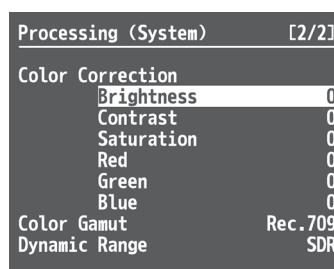 Processing (System) [2/2]
Color Correction
Brightness 0
Contrast 0
Saturation 0
Red 0
Green 0
Blue 0
Color Gamut Rec.709
Dynamic Range SDR